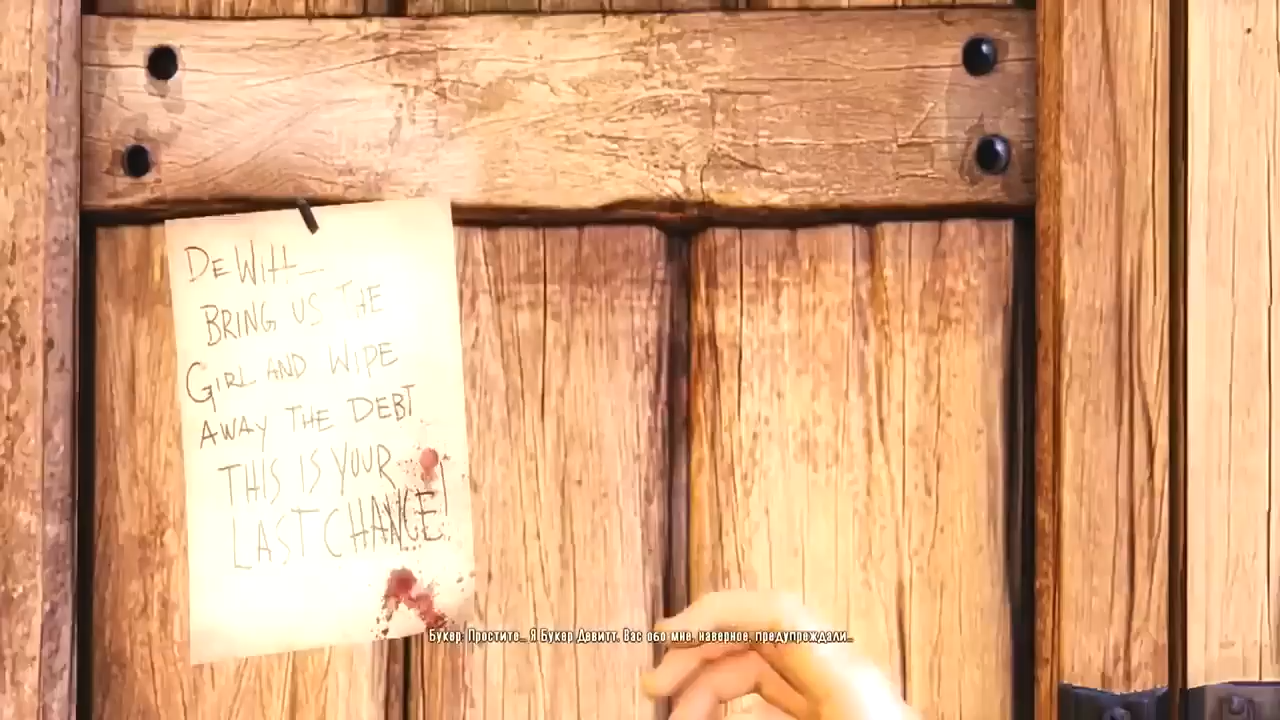 DeWitt_
BRING US THE
GIRL AND WIPE
AWAY THE DEBT.
THIS IS YOUR
LAST CHANCE!
Букер: Простите... Я Букер Девитт. Вас обо мне, наверное, предупреждали...